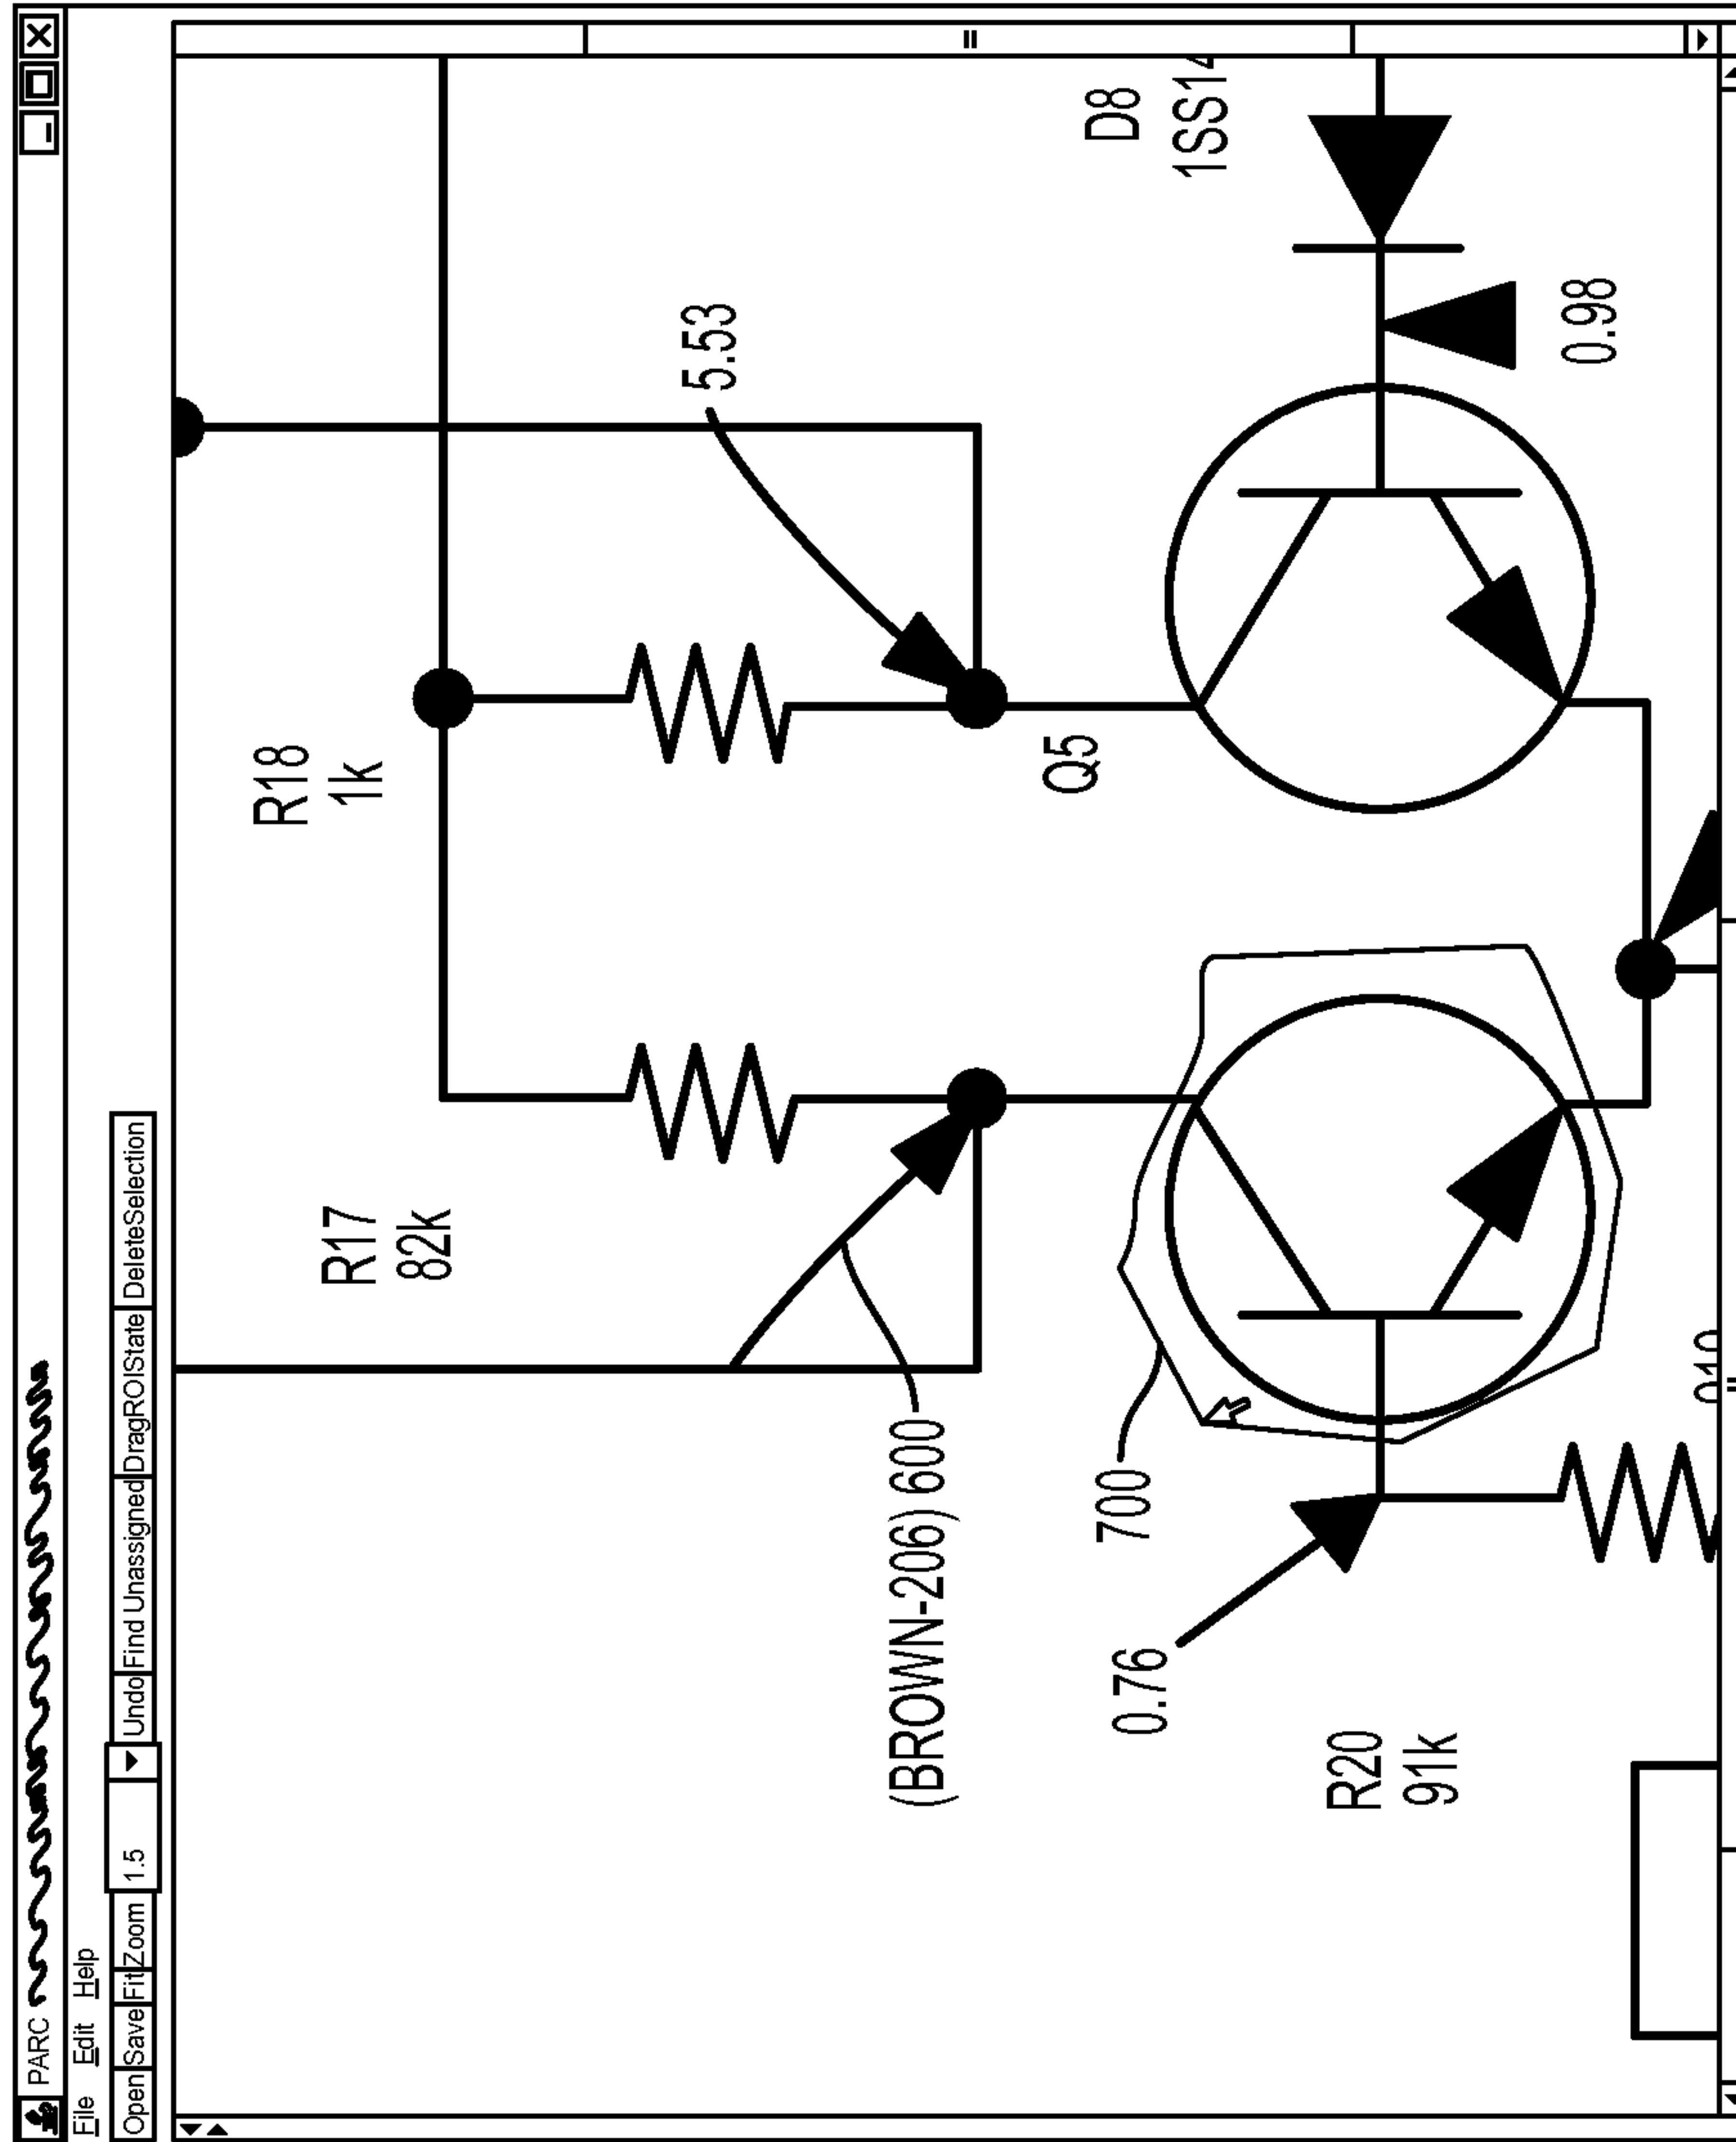 PARC
File Edit Help
Open Save Fit Zoom 1.5 Undo Find Unassigned DragROIState DeleteSelection
R18
1k
R17
82k
5.53
(BROWN-206) 600
Q5
D8
1SS14
700
0.76
R20
91k
0.98